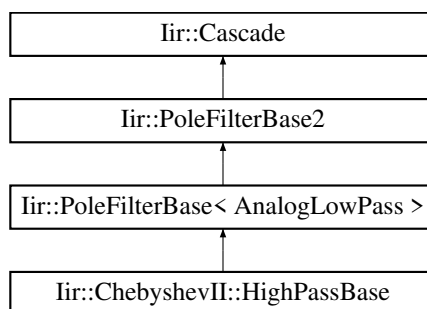 Iir::Cascade
Iir::PoleFilterBase2
Iir::PoleFilterBase< AnalogLowPass >
Iir::ChebyshevII::HighPassBase